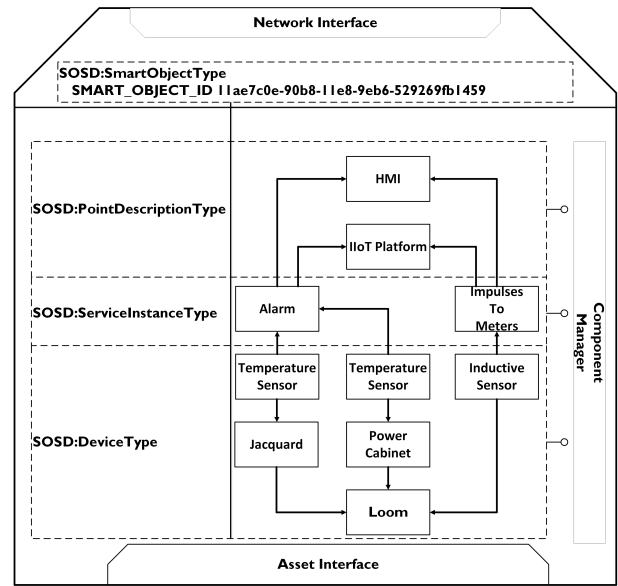 Network Interface
SOSD:SmartObjectType
SMART_OBJECT_ID 11ae7c0e-90b8-11e8-9eb6-529269fb1459
HMI
SOSD:PointDescriptionType
IIoT Platform
SOSD:ServiceInstanceType
Alarm
Impulses
To
Meters
Component
Manager
Temperature
Sensor
Temperature
Sensor
Inductive
Sensor
SOSD:DeviceType
Jacquard
Power
Cabinet
Loom
Asset Interface